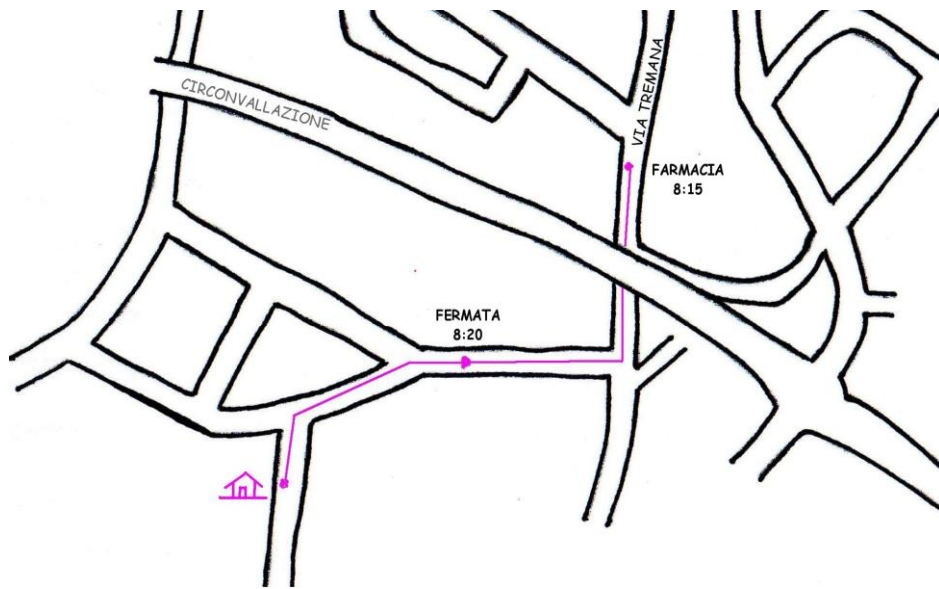 CIRCONVALLAZIONE
VIA TREMANA
FARMACIA
8:15
FERMATA
8:20